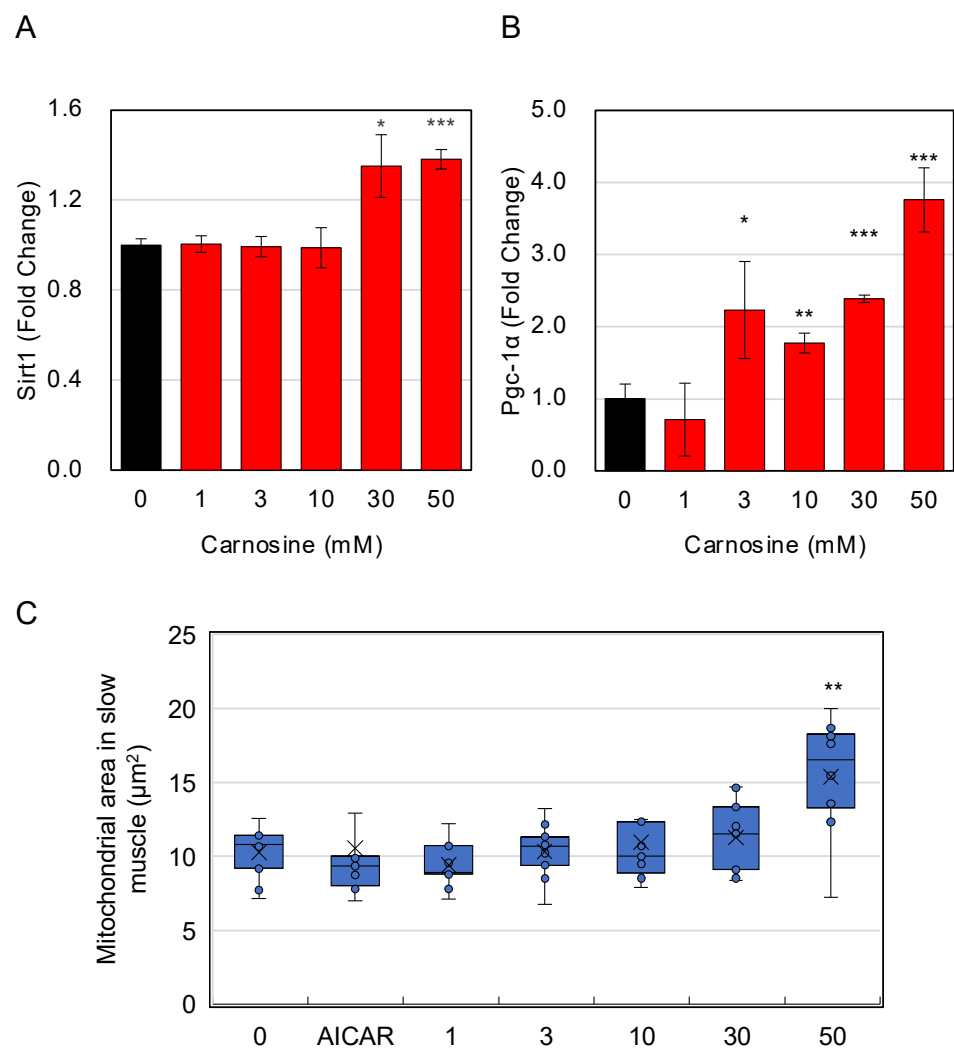 A
Sirt1 (Fold Change)
1.6
1.2
0.8
0.4
0.0
*
***
0 1 3 10 30 50
Carnosine (mM)
B
Pgc-1α (Fold Change)
5.0
4.0
3.0
2.0
1.0
0.0
*
**
***
***
0 1 3 10 30 50
Carnosine (mM)
C
Mitochondrial area in slow
muscle (μm²)
25
20
15
10
5
0
**
0 AICAR 1 3 10 30 50